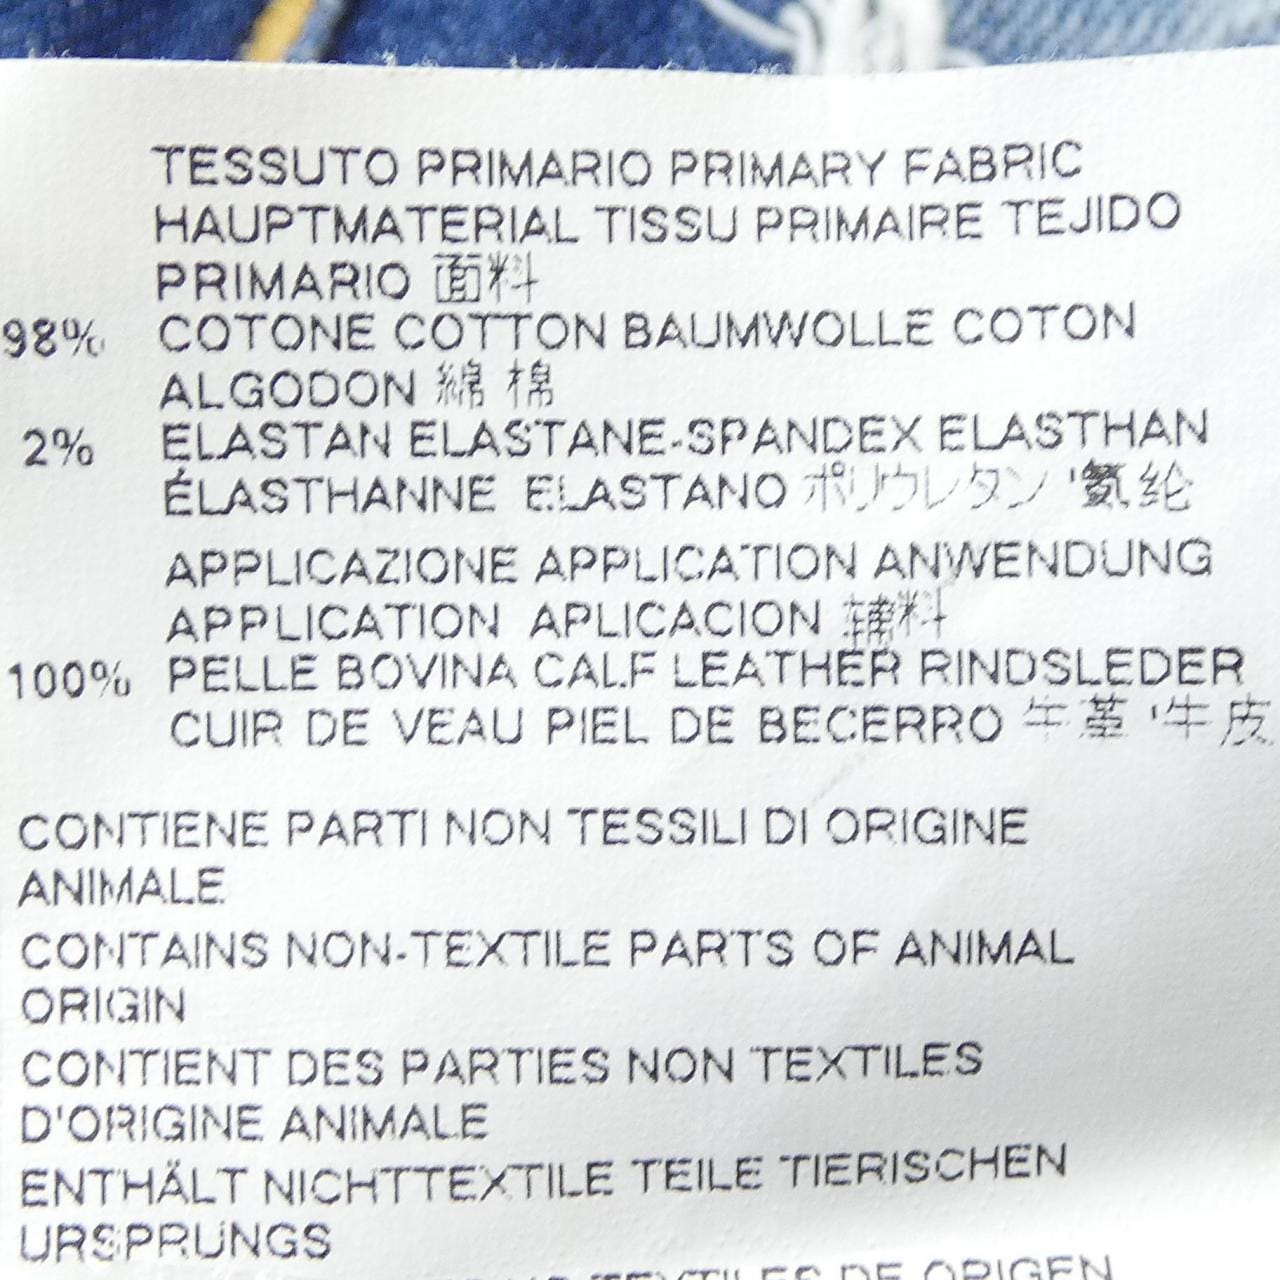 TESSUTO PRIMARIO PRIMARY FABRIC
HAUPTMATERIAL TISSU PRIMAIRE TEJIDO
PRIMARIO 面料
98% COTONE COTTON BAUMWOLLE COTON
ALGODON 綿 棉
2% ELASTAN ELASTANE-SPANDEX ELASTHAN
ÉLASTHANNE ELASTANO ポリウレタン '氨纶
APPLICAZIONE APPLICATION ANWENDUNG
APPLICATION APLICACION 辅料
100% PELLE BOVINA CALF LEATHER RINDSLEDER
CUIR DE VEAU PIEL DE BECERRO 牛革 '牛皮
CONTIENE PARTI NON TESSILI DI ORIGINE
ANIMALE
CONTAINS NON-TEXTILE PARTS OF ANIMAL
ORIGIN
CONTIENT DES PARTIES NON TEXTILES
D'ORIGINE ANIMALE
ENTHÄLT NICHTTEXTILE TEILE TIERISCHEN
URSPRUNGS
TEXTILES DE ORIGEN